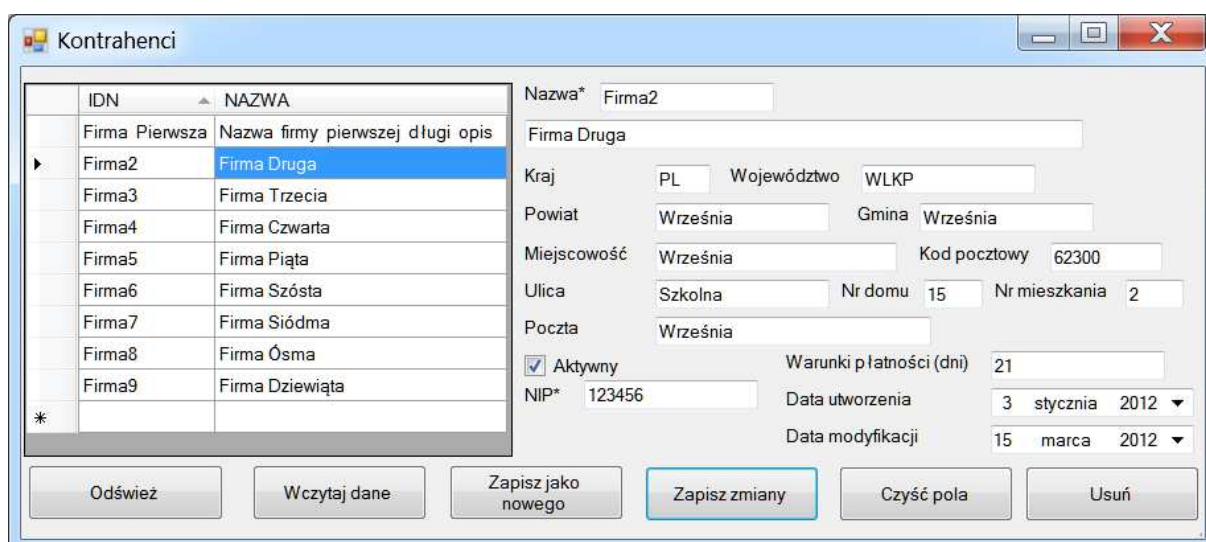 Kontrahenci
IDN NAZWA
Firma Pierwsza Nazwa firmy pierwszej długi opis
Firma2 Firma Druga
Firma3 Firma Trzecia
Firma4 Firma Czwarta
Firma5 Firma Piąta
Firma6 Firma Szósta
Firma7 Firma Siódma
Firma8 Firma Ósma
Firma9 Firma Dziewiąta
*
Nazwa* Firma2
Firma Druga
Kraj PL Województwo WLKP
Powiat Września Gmina Września
Miejscowość Września Kod pocztowy 62300
Ulica Szkolna Nr domu 15 Nr mieszkania 2
Poczta Września
Aktywny Warunki płatności (dni) 21
NIP* 123456 Data utworzenia 3 stycznia 2012
Data modyfikacji 15 marca 2012
Odśwież Wczytaj dane Zapisz jako nowego Zapisz zmiany Czyść pola Usuń